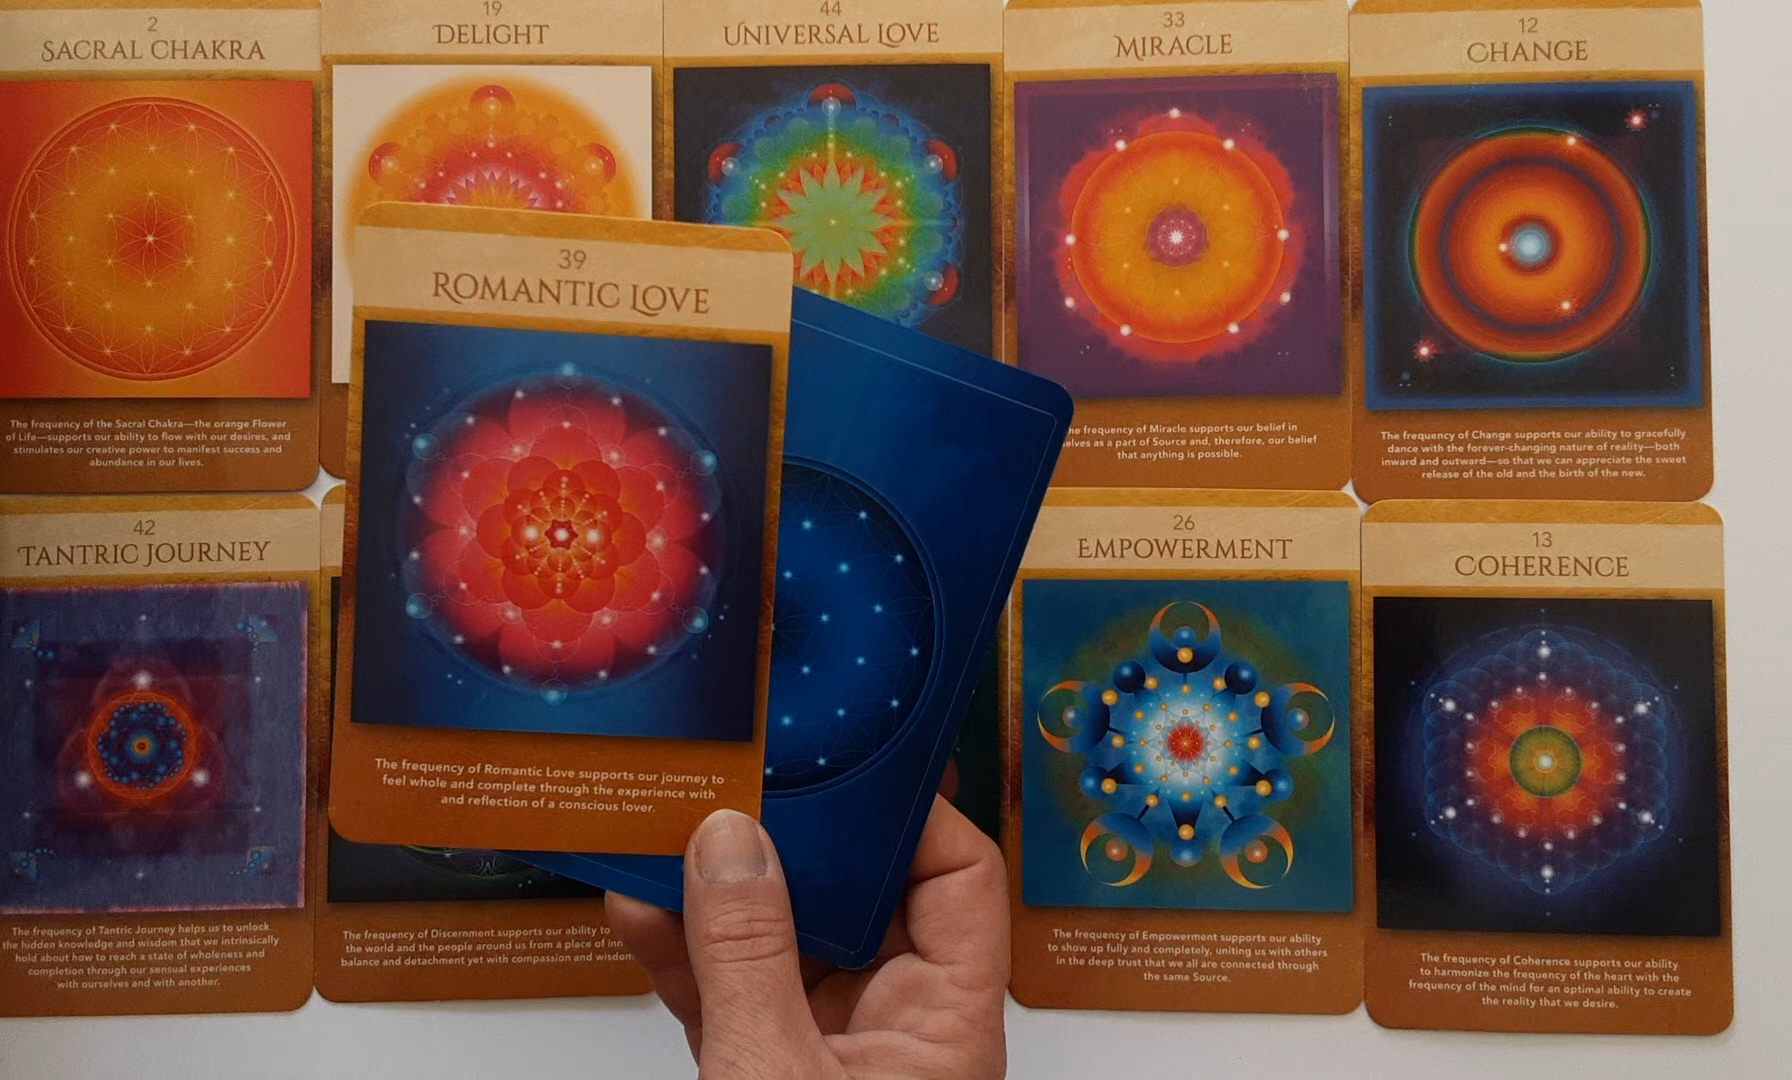 2
SACRAL CHAKRA
The frequency of the Sacral Chakra—the orange Flower
of Life—supports our ability to flow with our desires, and
stimulates our creative power to manifest success and
abundance in our lives.
19
DELIGHT
44
UNIVERSAL LOVE
33
MIRACLE
frequency of Miracle supports our belief in
as a part of Source and, therefore, our belief
that anything is possible.
12
CHANGE
The frequency of Change supports our ability to gracefully
dance with the forever-changing nature of reality—both
inward and outward—so that we can appreciate the sweet
release of the old and the birth of the new.
39
ROMANTIC LOVE
The frequency of Romantic Love supports our journey to
feel whole and complete through the experience with
and reflection of a conscious lover.
42
TANTRIC JOURNEY
The frequency of Tantric Journey helps us to unlock
the hidden knowledge and wisdom that we intrinsically
hold about how to reach a state of wholeness and
completion through our sensual experiences
with ourselves and with another.
The frequency of Discernment supports our ability to
the world and the people around us from a place of
balance and detachment yet with compassion and
26
EMPOWERMENT
The frequency of Empowerment supports our ability
to show up fully and completely, uniting us with others
in the deep trust that we all are connected through
the same Source.
13
COHERENCE
The frequency of Coherence supports our ability
to harmonize the frequency of the heart with the
frequency of the mind for an optimal ability to create
the reality that we desire.